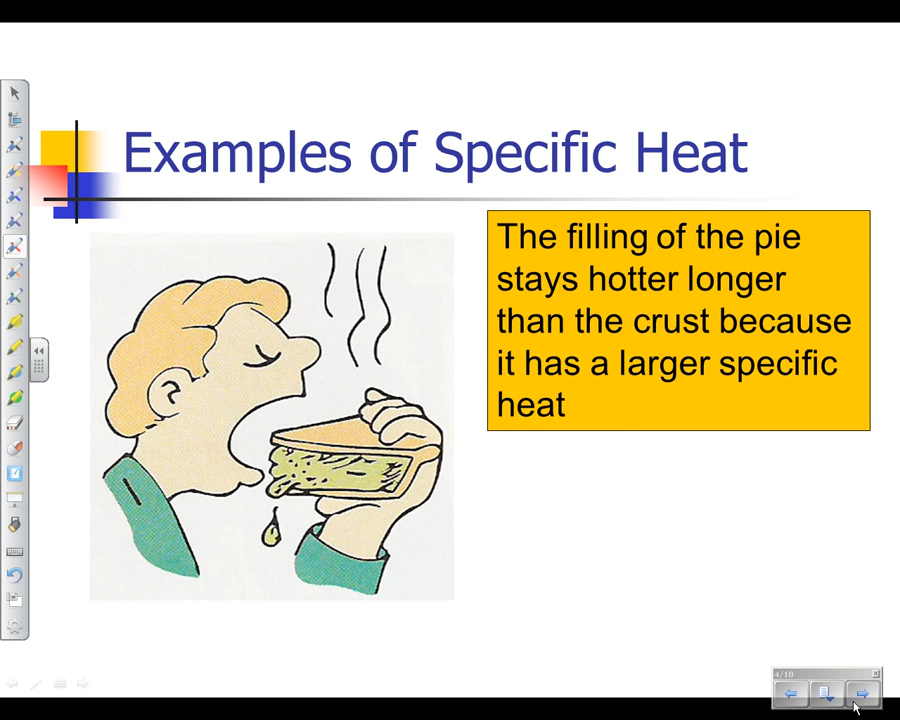 Examples of Specific Heat
The filling of the pie
stays hotter longer
than the crust because
it has a larger specific
heat
4/10